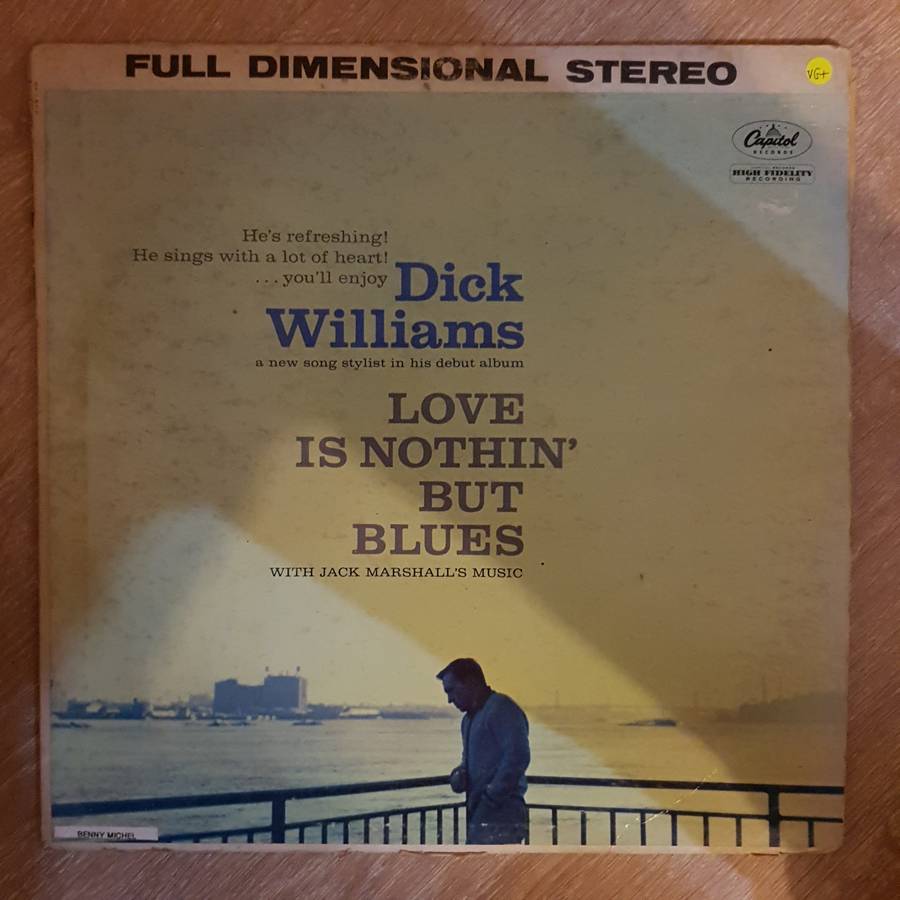 FULL DIMENSIONAL STEREO
VG+
Capitol
RECORDS
HIGH FIDELITY
RECORDING
He's refreshing!
He sings with a lot of heart!
...you'll enjoy Dick
Williams
a new song stylist in his debut album
LOVE
IS NOTHIN'
BUT
BLUES
WITH JACK MARSHALL'S MUSIC
BENNY MICHEL